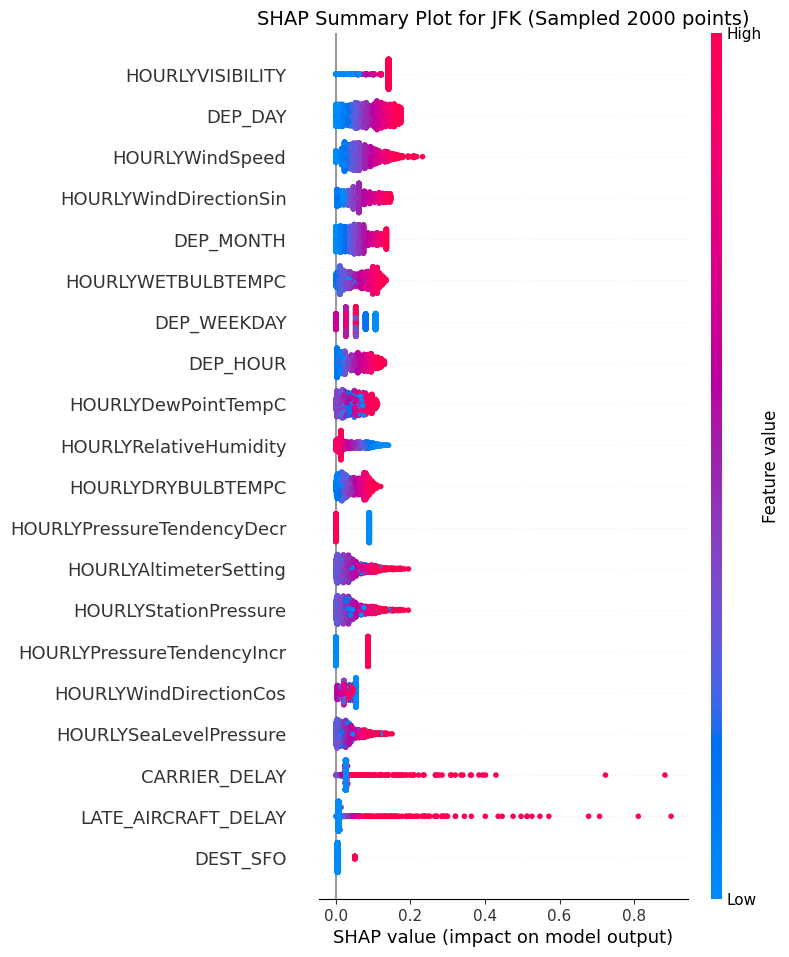 SHAP Summary Plot for JFK (Sampled 2000 points)
High
HOURLYVISIBILITY
DEP_DAY
HOURLYWindSpeed
HOURLYWindDirectionSin
DEP_MONTH
HOURLYWETBULBTEMPC
DEP_WEEKDAY
DEP_HOUR
HOURLYDewPointTempC
HOURLYRelativeHumidity
HOURLYDRYBULBTEMPC
HOURLYPressureTendencyDecr
HOURLYAltimeterSetting
HOURLYStationPressure
HOURLYPressureTendencyIncr
HOURLYWindDirectionCos
HOURLYSeaLevelPressure
CARRIER_DELAY
LATE_AIRCRAFT_DELAY
DEST_SFO
Feature value
Low
0.0 0.2 0.4 0.6 0.8
SHAP value (impact on model output)